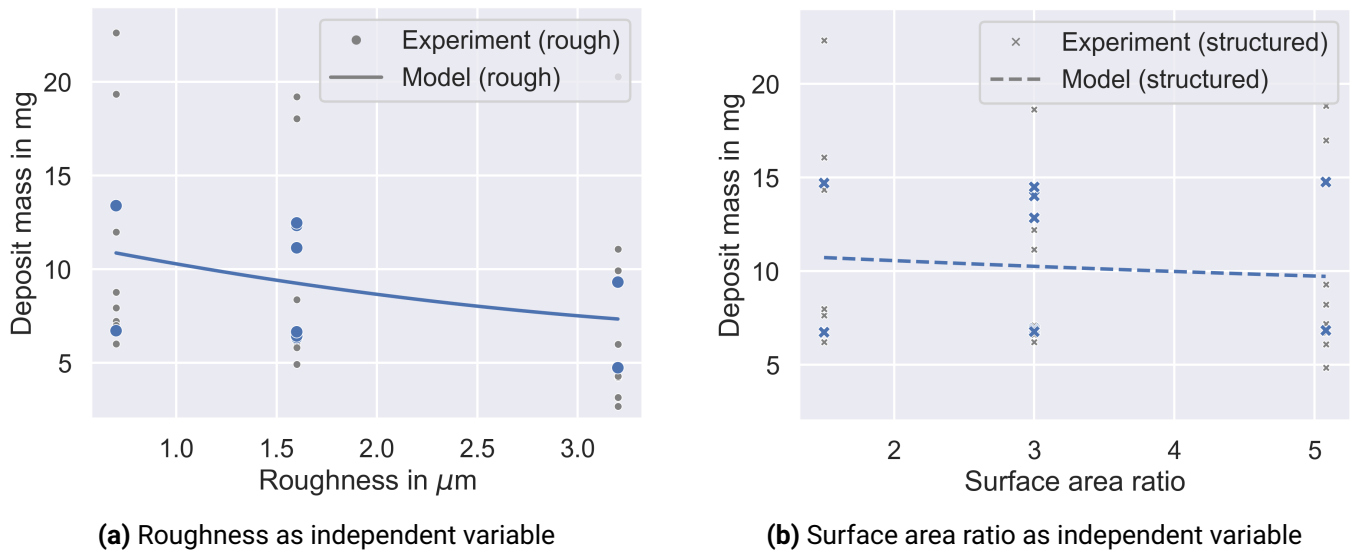 Deposit mass in mg
20
15
10
5
Experiment (rough)
Model (rough)
1.0 1.5 2.0 2.5 3.0
Roughness in μm
(a) Roughness as independent variable
Deposit mass in mg
20
15
10
5
Experiment (structured)
Model (structured)
2 3 4 5
Surface area ratio
(b) Surface area ratio as independent variable